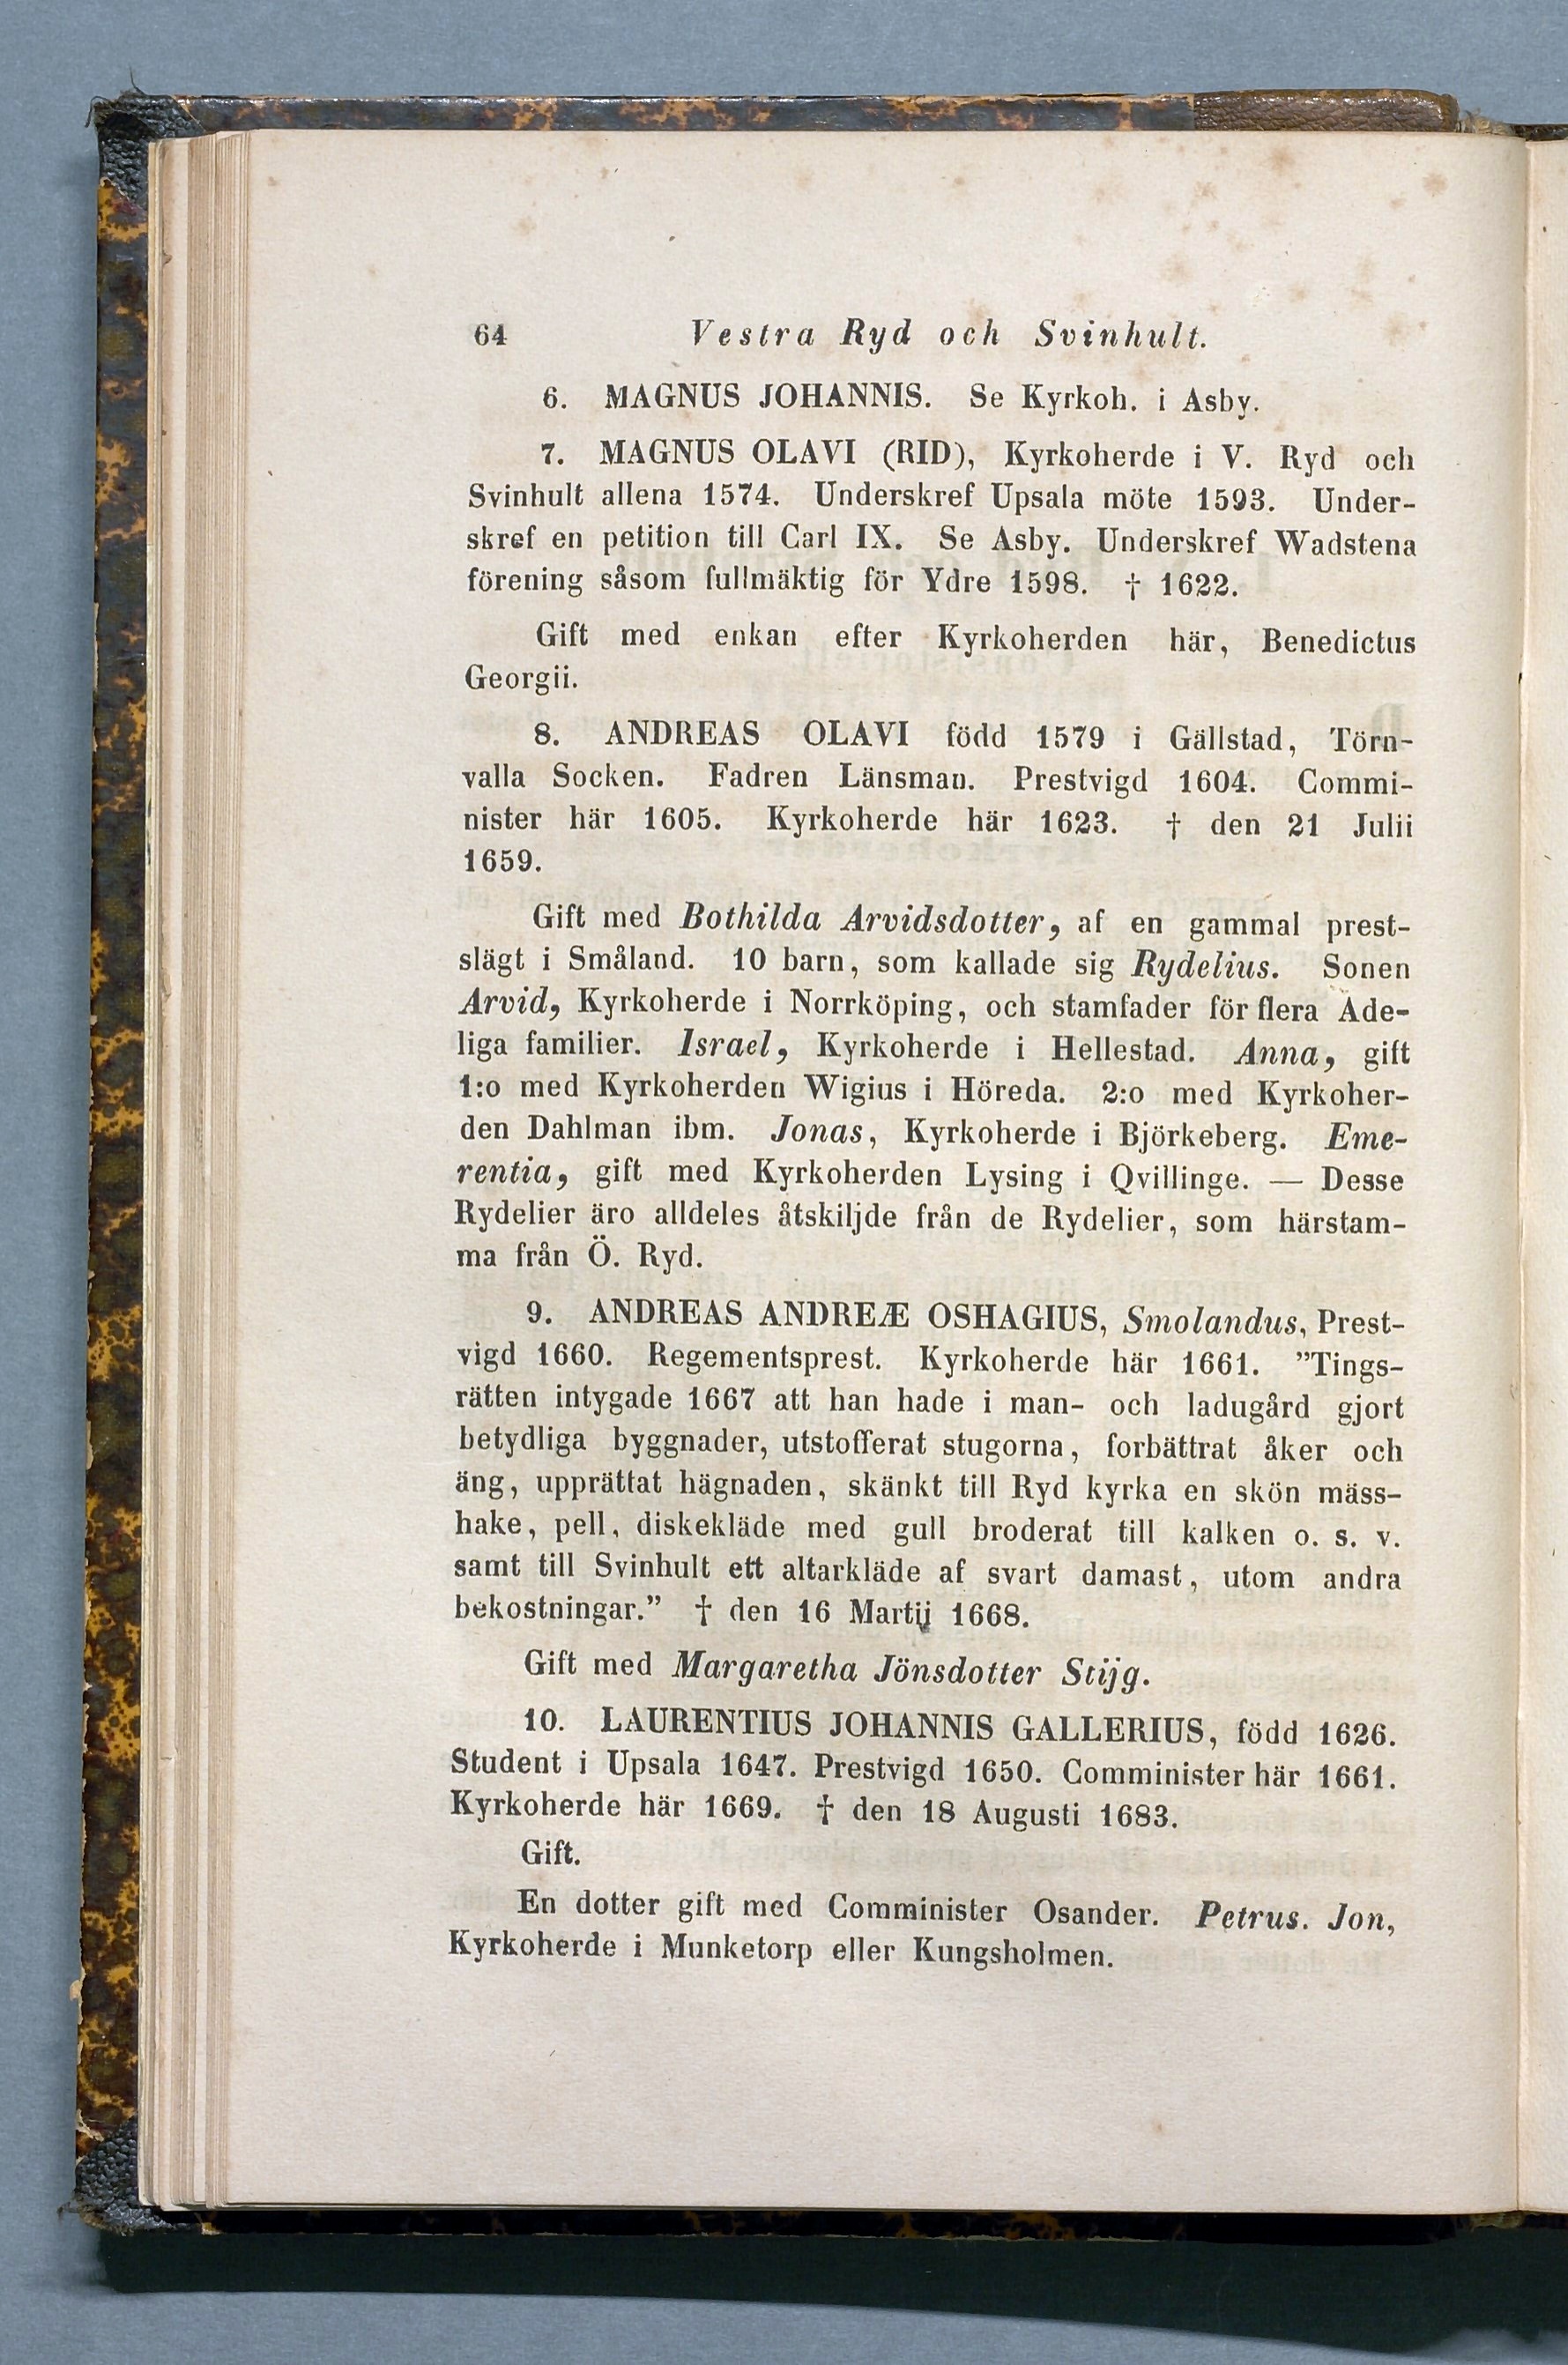 64 Vestra Ryd och Svinhult.
6. MAGNUS JOHANNIS. Se Kyrkoh. i Asby.
7. MAGNUS OLAVI (RID), Kyrkoherde i V. Ryd och
Svinhult allena 1574. Underskref Upsala möte 1593. Under-
skref en petition till Carl IX. Se Asby. Underskref Wadstena
förening såsom fullmäktig för Ydre 1598. † 1622.
Gift med enkan efter Kyrkoherden här, Benedictus
Georgii.
8. ANDREAS OLAVI född 1579 i Gällstad, Törn-
valla Socken. Fadren Länsman. Prestvigd 1604. Commi-
nister här 1605. Kyrkoherde här 1623. † den 21 Julii
1659.
Gift med Bothilda Arvidsdotter, af en gammal prest-
slägt i Småland. 10 barn, som kallade sig Rydelius. Sonen
Arvid, Kyrkoherde i Norrköping, och stamfader för flera Ade-
liga familier. Israel, Kyrkoherde i Hellestad. Anna, gift
1:o med Kyrkoherden Wigius i Höreda. 2:o med Kyrkoher-
den Dahlman ibm. Jonas, Kyrkoherde i Björkeberg. Eme-
rentia, gift med Kyrkoherden Lysing i Qvillinge. — Desse
Rydelier äro alldeles åtskiljde från de Rydelier, som härstam-
ma från Ö. Ryd.
9. ANDREAS ANDREÆ OSHAGIUS, Smolandus, Prest-
vigd 1660. Regementsprest. Kyrkoherde här 1661. ”Tings-
rätten intygade 1667 att han hade i man- och ladugård gjort
betydliga byggnader, utstofferat stugorna, forbättrat åker och
äng, upprättat hägnaden, skänkt till Ryd kyrka en skön mäss-
hake, pell, diskekläde med gull broderat till kalken o. s. v.
samt till Svinhult ett altarkläde af svart damast, utom andra
bekostningar.” † den 16 Martij 1668.
Gift med Margaretha Jönsdotter Stijg.
10. LAURENTIUS JOHANNIS GALLERIUS, född 1626.
Student i Upsala 1647. Prestvigd 1650. Comminister här 1661.
Kyrkoherde här 1669. † den 18 Augusti 1683.
Gift.
En dotter gift med Comminister Osander. Petrus. Jon,
Kyrkoherde i Munketorp eller Kungsholmen.